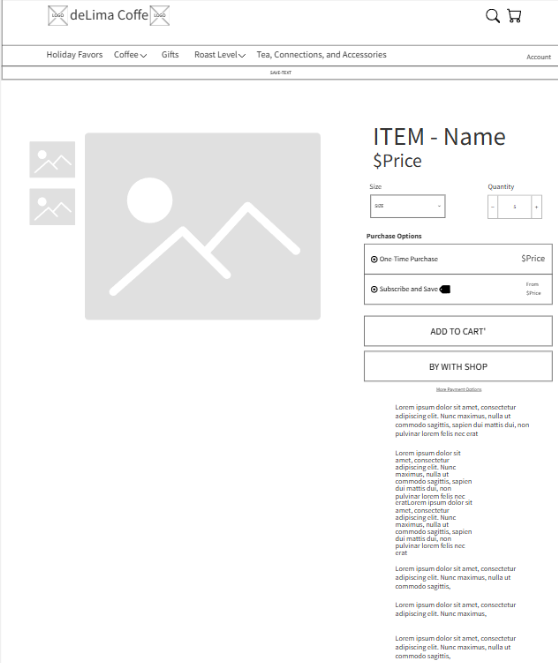 LOGO deLima Coffe LOGO
Holiday Favors Coffee Gifts Roast Level Tea, Connections, and Accessories Account
SAVE-TEXT
ITEM - Name
$Price
Size Quantity
SIZE - 1 +
Purchase Options
One-Time Purchase $Price
Subscribe and Save From
$Price
ADD TO CART'
BY WITH SHOP
More Payment Options
Lorem ipsum dolor sit amet, consectetur
adipiscing elit. Nunc maximus, nulla ut
commodo sagittis, sapien dui mattis dui, non
pulvinar lorem felis nec erat
Lorem ipsum dolor sit
amet, consectetur
adipiscing elit. Nunc
maximus, nulla ut
commodo sagittis, sapien
dui mattis dui, non
pulvinar lorem felis nec
eratLorem ipsum dolor sit
amet, consectetur
adipiscing elit. Nunc
maximus, nulla ut
commodo sagittis, sapien
dui mattis dui, non
pulvinar lorem felis nec
erat
Lorem ipsum dolor sit amet, consectetur
adipiscing elit. Nunc maximus, nulla ut
commodo sagittis,
Lorem ipsum dolor sit amet, consectetur
adipiscing elit. Nunc maximus,
Lorem ipsum dolor sit amet, consectetur
adipiscing elit. Nunc maximus, nulla ut
commodo sagittis,